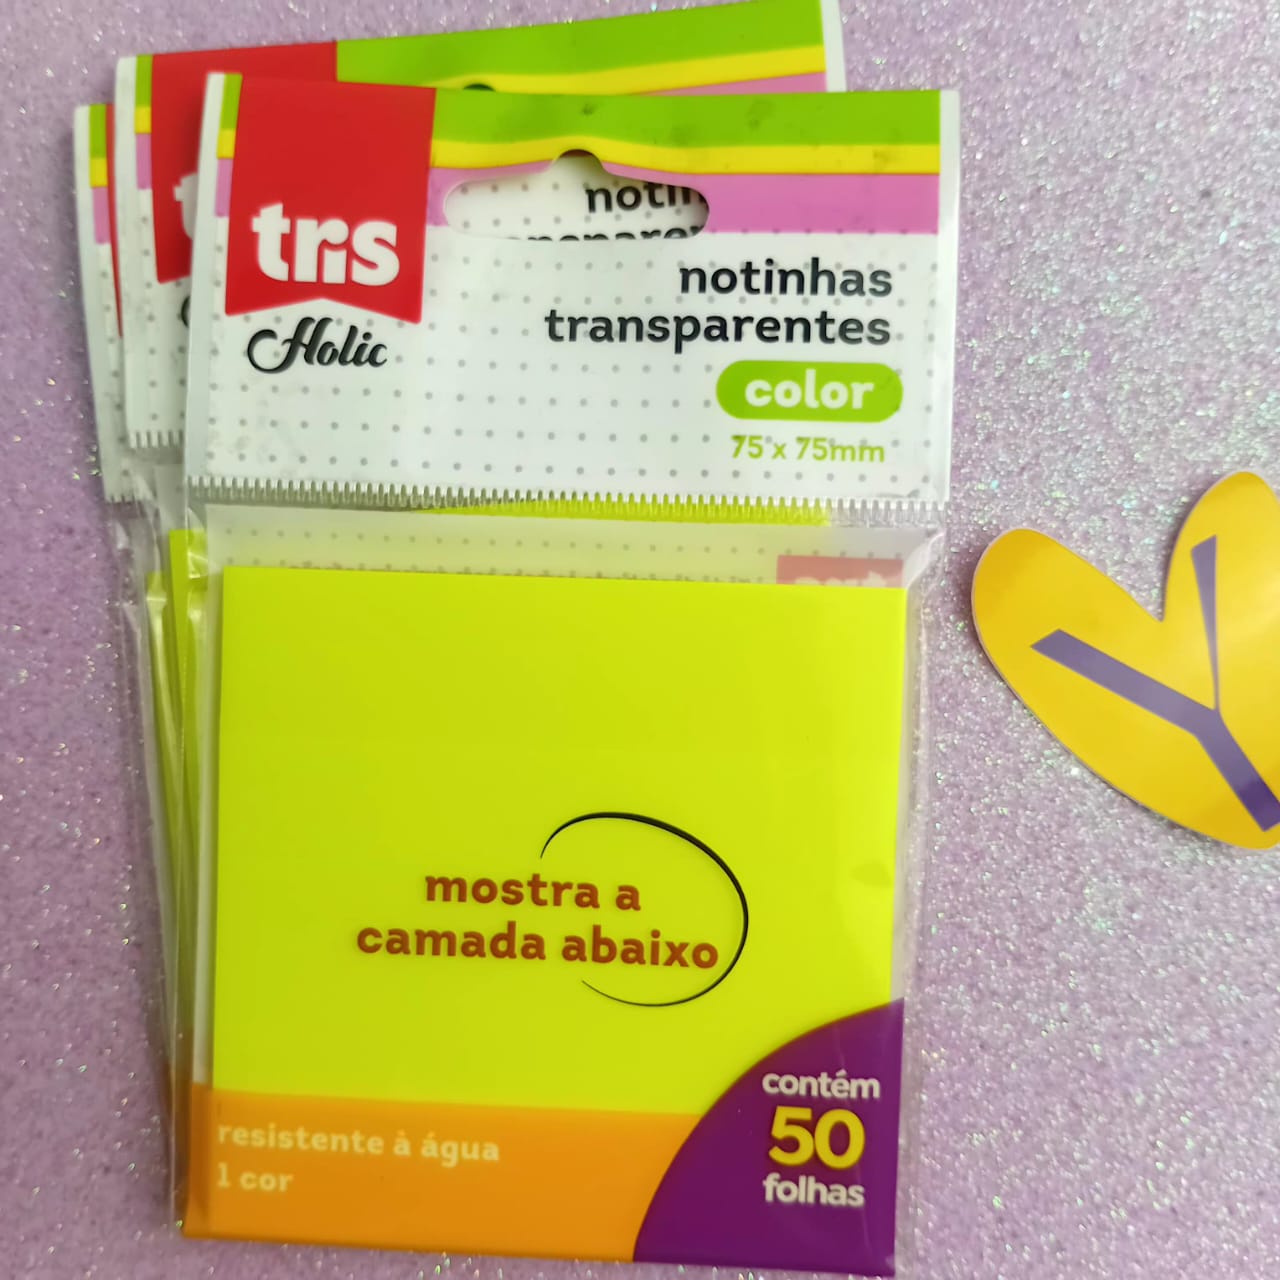 tris
Holic
notinhas
transparentes
color
75 x 75mm
mostra a
camada abaixo
contém
50
folhas
resistente à água
1 cor
Y